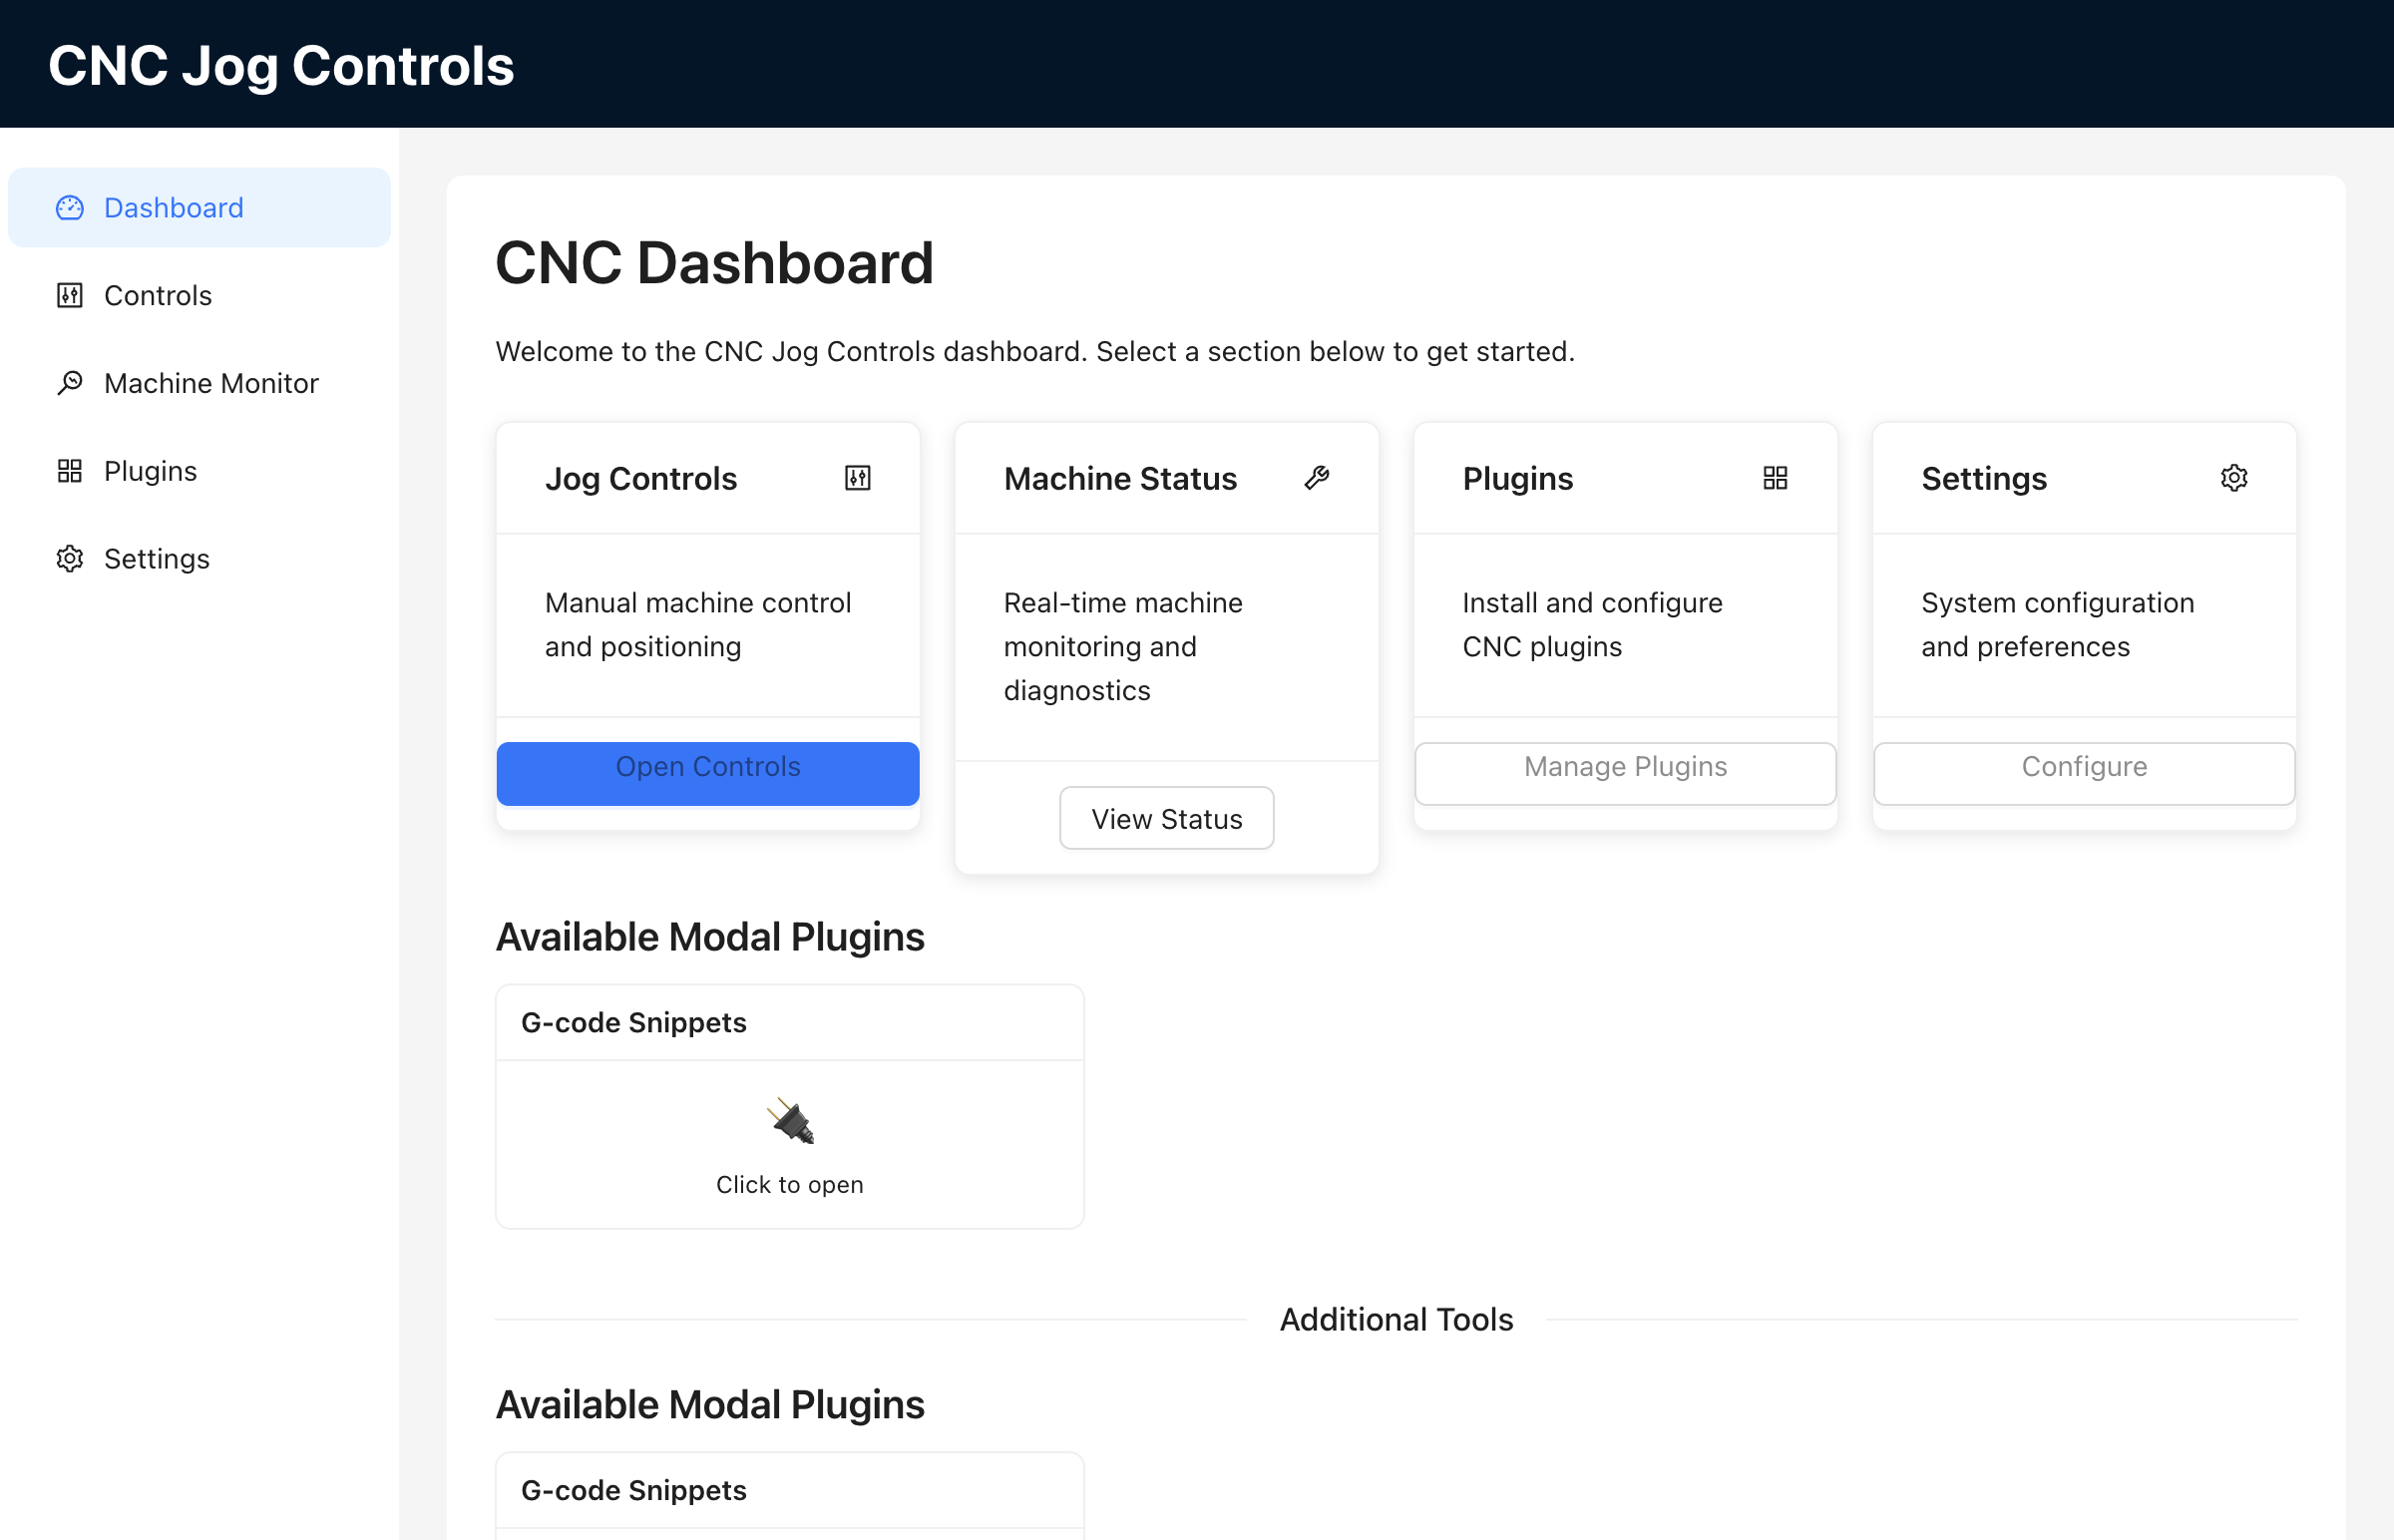 CNC Jog Controls
Dashboard
Controls
Machine Monitor
Plugins
Settings
CNC Dashboard
Welcome to the CNC Jog Controls dashboard. Select a section below to get started.
Jog Controls
Manual machine control
and positioning
Open Controls
Machine Status
Real-time machine
monitoring and
diagnostics
View Status
Plugins
Install and configure
CNC plugins
Manage Plugins
Settings
System configuration
and preferences
Configure
Available Modal Plugins
G-code Snippets
Click to open
Additional Tools
Available Modal Plugins
G-code Snippets